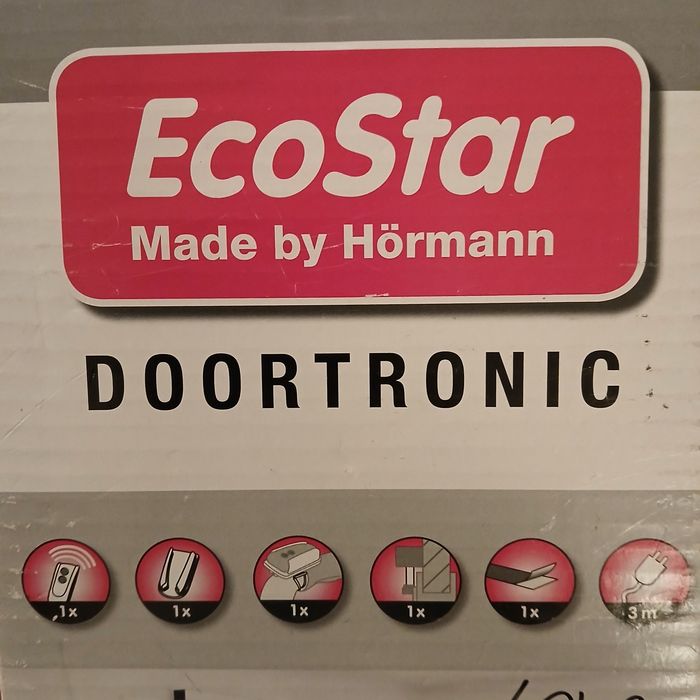 EcoStar
Made by Hörmann
DOORTRONIC
1x 1x 1x 1x 1x 3 m